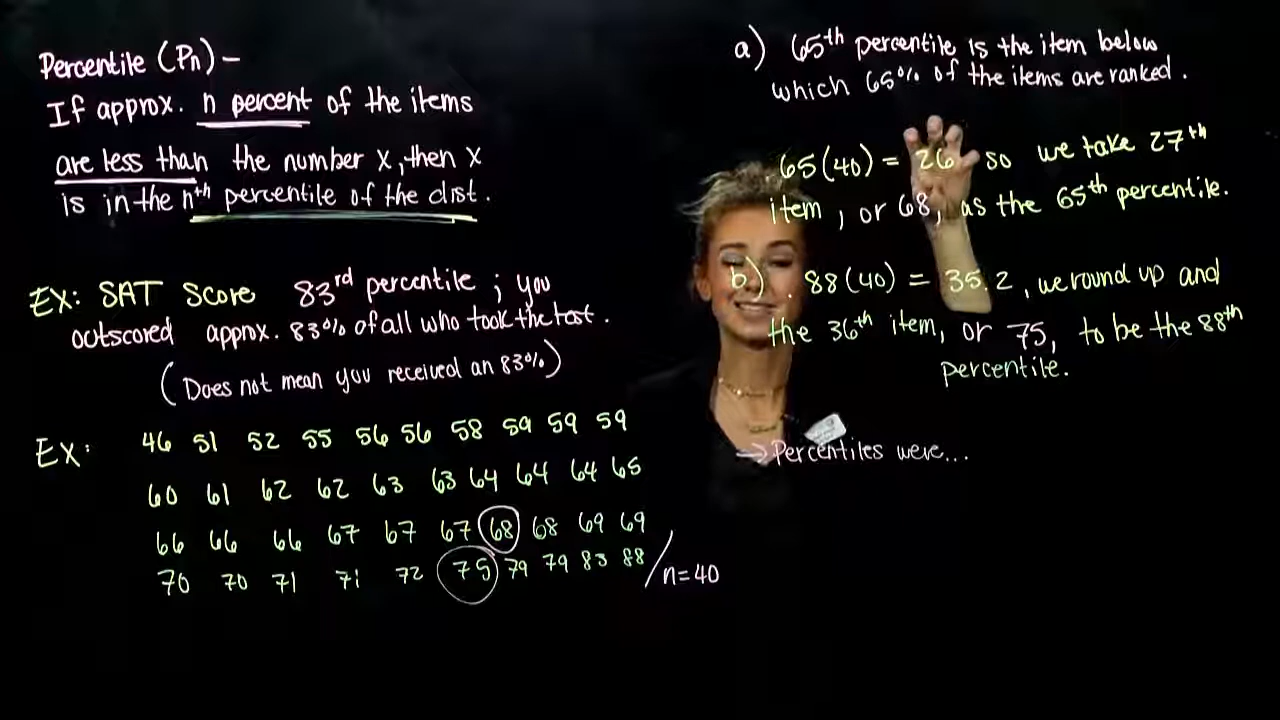 Percentile (Pn) –
If approx. n percent of the items
are less than the number x, then x
is in the nth percentile of the dist.
EX: SAT Score 83rd percentile ; you
outscored approx. 83% of all who took the test.
(Does not mean you received an 83%)
Ex:
46 51 52 55 56 56 58 59 59 59
60 61 62 62 63 63 64 64 64 65
66 66 66 67 67 67 68 68 69 69
70 70 71 71 72 75 79 79 83 88
n=40
a) 65th percentile is the item below
which 65% of the items are ranked.
.65(40) = 26 so we take 27th
item, or 68, as the 65th percentile.
b) .88(40) = 35.2, we round up and
the 36th item, or 75, to be the 88th
percentile.
→ Percentiles were...